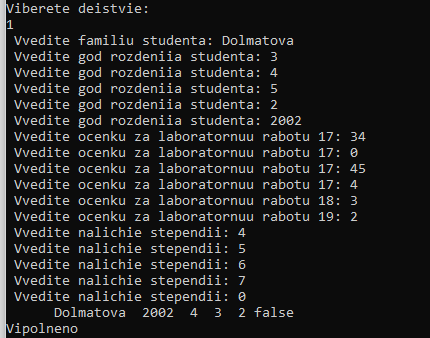 Viberete deistvie:
1
Vvedite familiu studenta: Dolmatova
Vvedite god rozdeniia studenta: 3
Vvedite god rozdeniia studenta: 4
Vvedite god rozdeniia studenta: 5
Vvedite god rozdeniia studenta: 2
Vvedite god rozdeniia studenta: 2002
Vvedite ocenku za laboratornuu rabotu 17: 34
Vvedite ocenku za laboratornuu rabotu 17: 0
Vvedite ocenku za laboratornuu rabotu 17: 45
Vvedite ocenku za laboratornuu rabotu 17: 4
Vvedite ocenku za laboratornuu rabotu 18: 3
Vvedite ocenku za laboratornuu rabotu 19: 2
Vvedite nalichie stependii: 4
Vvedite nalichie stependii: 5
Vvedite nalichie stependii: 6
Vvedite nalichie stependii: 7
Vvedite nalichie stependii: 0
Dolmatova  2002  4  3  2 false
Vipolneno